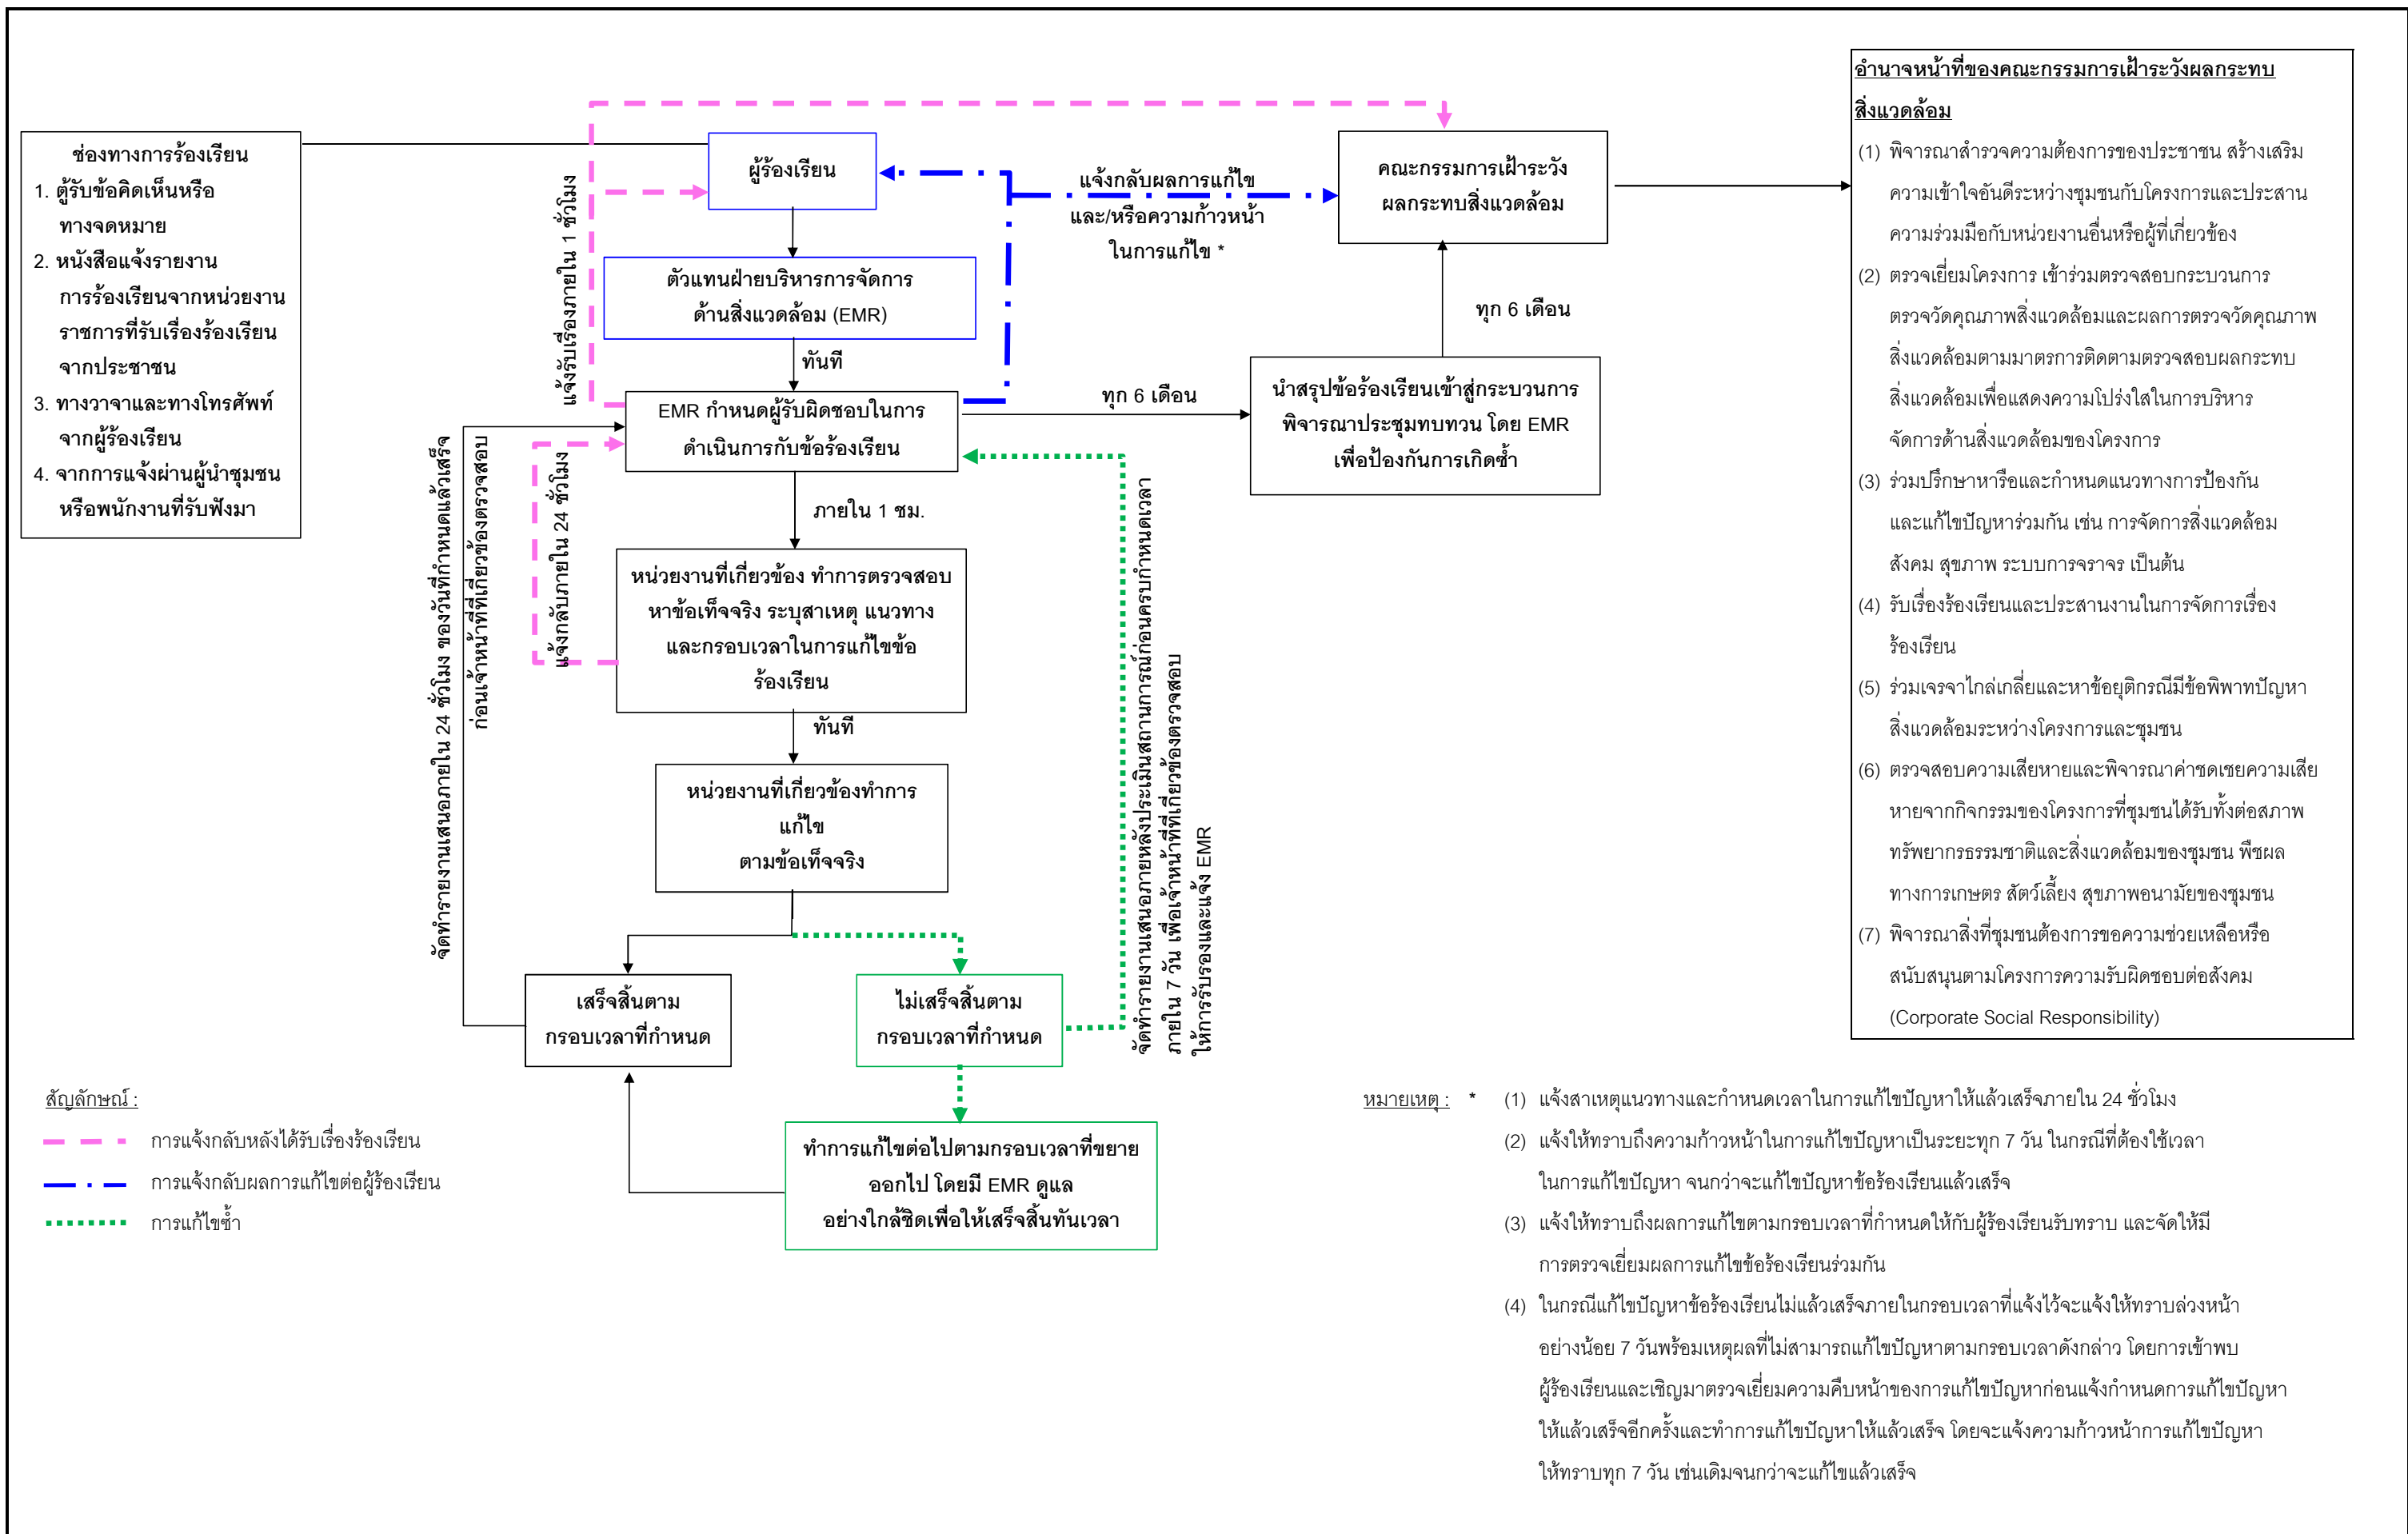 ช่องทางการร้องเรียน
1. ตู้รับข้อคิดเห็นหรือ
ทางจดหมาย
2. หนังสือแจ้งรายงาน
การร้องเรียนจากหน่วยงาน
ราชการที่รับเรื่องร้องเรียน
จากประชาชน
3. ทางวาจาและทางโทรศัพท์
จากผู้ร้องเรียน
4. จากการแจ้งผ่านผู้นำชุมชน
หรือพนักงานที่รับฟังมา
ผู้ร้องเรียน
แจ้งรับเรื่องภายใน 1 ชั่วโมง
ตัวแทนฝ่ายบริหารการจัดการ
ด้านสิ่งแวดล้อม (EMR)
ทันที
EMR กำหนดผู้รับผิดชอบในการ
ดำเนินการกับข้อร้องเรียน
แจ้งกลับผลการแก้ไข
และ/หรือความก้าวหน้า
ในการแก้ไข *
คณะกรรมการเฝ้าระวัง
ผลกระทบสิ่งแวดล้อม
ทุก 6 เดือน
ทุก 6 เดือน
นำสรุปข้อร้องเรียนเข้าสู่กระบวนการ
พิจารณาประชุมทบทวน โดย EMR
เพื่อป้องกันการเกิดซ้ำ
ภายใน 1 ชม.
แจ้งกลับภายใน 24 ชั่วโมง
หน่วยงานที่เกี่ยวข้อง ทำการตรวจสอบ
หาข้อเท็จจริง ระบุสาเหตุ แนวทาง
และกรอบเวลาในการแก้ไขข้อ
ร้องเรียน
ทันที
หน่วยงานที่เกี่ยวข้องทำการ
แก้ไข
ตามข้อเท็จจริง
จัดทำรายงานเสนอภายใน 24 ชั่วโมง ของวันที่กำหนดแล้วเสร็จ
ก่อนเจ้าหน้าที่ที่เกี่ยวข้องตรวจสอบ
จัดทำรายงานเสนอภายหลังประเมินสถานการณ์ก่อนครบกำหนดเวลา
ภายใน 7 วัน เพื่อเจ้าหน้าที่ที่เกี่ยวข้องตรวจสอบ
ให้การรับรองและแจ้ง EMR
เสร็จสิ้นตาม
กรอบเวลาที่กำหนด
ไม่เสร็จสิ้นตาม
กรอบเวลาที่กำหนด
ทำการแก้ไขต่อไปตามกรอบเวลาที่ขยาย
ออกไป โดยมี EMR ดูแล
อย่างใกล้ชิดเพื่อให้เสร็จสิ้นทันเวลา
อำนาจหน้าที่ของคณะกรรมการเฝ้าระวังผลกระทบ
สิ่งแวดล้อม
(1) พิจารณาสำรวจความต้องการของประชาชน สร้างเสริม
ความเข้าใจอันดีระหว่างชุมชนกับโครงการและประสาน
ความร่วมมือกับหน่วยงานอื่นหรือผู้ที่เกี่ยวข้อง
(2) ตรวจเยี่ยมโครงการ เข้าร่วมตรวจสอบกระบวนการ
ตรวจวัดคุณภาพสิ่งแวดล้อมและผลการตรวจวัดคุณภาพ
สิ่งแวดล้อมตามมาตรการติดตามตรวจสอบผลกระทบ
สิ่งแวดล้อมเพื่อแสดงความโปร่งใสในการบริหาร
จัดการด้านสิ่งแวดล้อมของโครงการ
(3) ร่วมปรึกษาหารือและกำหนดแนวทางการป้องกัน
และแก้ไขปัญหาร่วมกัน เช่น การจัดการสิ่งแวดล้อม
สังคม สุขภาพ ระบบการจราจร เป็นต้น
(4) รับเรื่องร้องเรียนและประสานงานในการจัดการเรื่อง
ร้องเรียน
(5) ร่วมเจรจาไกล่เกลี่ยและหาข้อยุติกรณีมีข้อพิพาทปัญหา
สิ่งแวดล้อมระหว่างโครงการและชุมชน
(6) ตรวจสอบความเสียหายและพิจารณาค่าชดเชยความเสีย
หายจากกิจกรรมของโครงการที่ชุมชนได้รับทั้งต่อสภาพ
ทรัพยากรธรรมชาติและสิ่งแวดล้อมของชุมชน พืชผล
ทางการเกษตร สัตว์เลี้ยง สุขภาพอนามัยของชุมชน
(7) พิจารณาสิ่งที่ชุมชนต้องการขอความช่วยเหลือหรือ
สนับสนุนตามโครงการความรับผิดชอบต่อสังคม
(Corporate Social Responsibility)
สัญลักษณ์ :
การแจ้งกลับหลังได้รับเรื่องร้องเรียน
การแจ้งกลับผลการแก้ไขต่อผู้ร้องเรียน
การแก้ไขซ้ำ
หมายเหตุ : * (1) แจ้งสาเหตุแนวทางและกำหนดเวลาในการแก้ไขปัญหาให้แล้วเสร็จภายใน 24 ชั่วโมง
(2) แจ้งให้ทราบถึงความก้าวหน้าในการแก้ไขปัญหาเป็นระยะทุก 7 วัน ในกรณีที่ต้องใช้เวลา
ในการแก้ไขปัญหา จนกว่าจะแก้ไขปัญหาข้อร้องเรียนแล้วเสร็จ
(3) แจ้งให้ทราบถึงผลการแก้ไขตามกรอบเวลาที่กำหนดให้กับผู้ร้องเรียนรับทราบ และจัดให้มี
การตรวจเยี่ยมผลการแก้ไขข้อร้องเรียนร่วมกัน
(4) ในกรณีแก้ไขปัญหาข้อร้องเรียนไม่แล้วเสร็จภายในกรอบเวลาที่แจ้งไว้จะแจ้งให้ทราบล่วงหน้า
อย่างน้อย 7 วันพร้อมเหตุผลที่ไม่สามารถแก้ไขปัญหาตามกรอบเวลาดังกล่าว โดยการเข้าพบ
ผู้ร้องเรียนและเชิญมาตรวจเยี่ยมความคืบหน้าของการแก้ไขปัญหาก่อนแจ้งกำหนดการแก้ไขปัญหา
ให้แล้วเสร็จอีกครั้งและทำการแก้ไขปัญหาให้แล้วเสร็จ โดยจะแจ้งความก้าวหน้าการแก้ไขปัญหา
ให้ทราบทุก 7 วัน เช่นเดิมจนกว่าจะแก้ไขแล้วเสร็จ